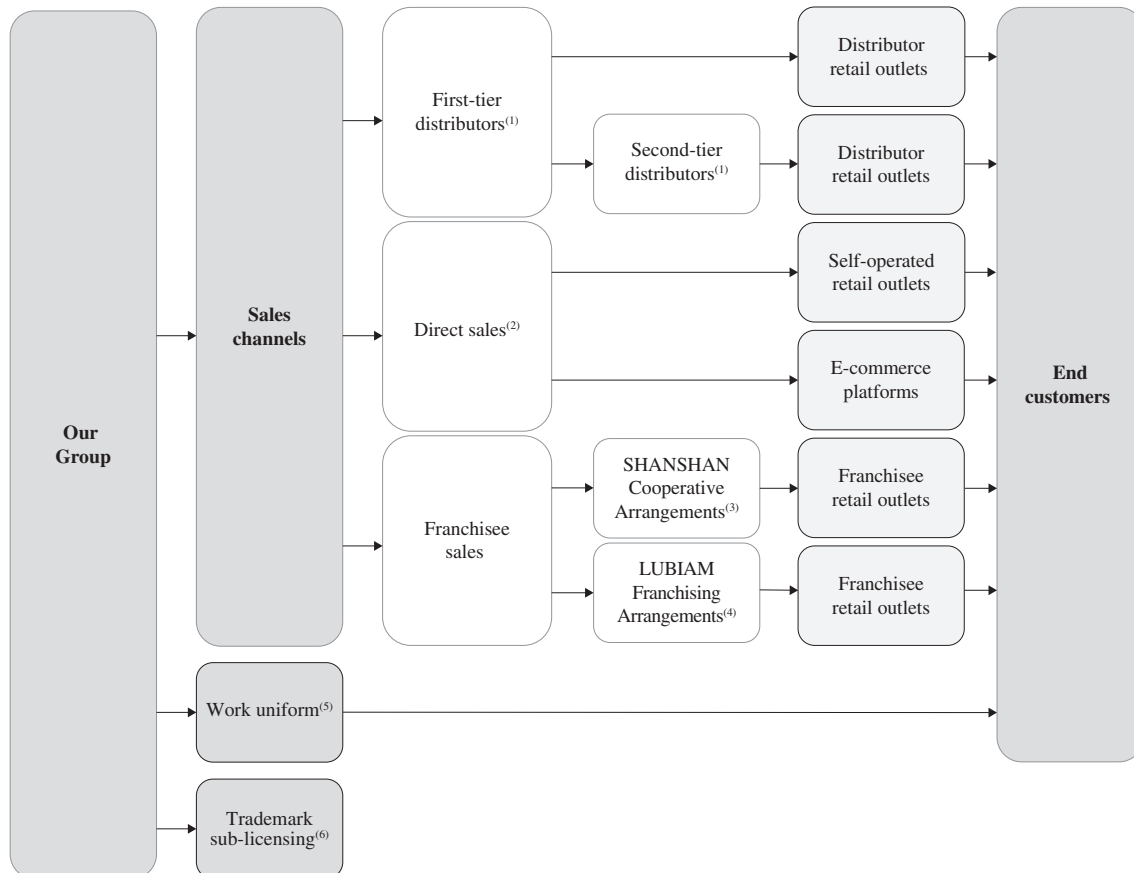 Our
Group
Sales
channels
First-tier
distributors(1)
Second-tier
distributors(1)
Distributor
retail outlets
Distributor
retail outlets
Direct sales(2)
Self-operated
retail outlets
E-commerce
platforms
Franchisee
sales
SHANSHAN
Cooperative
Arrangements(3)
Franchisee
retail outlets
LUBIAM
Franchising
Arrangements(4)
Franchisee
retail outlets
End
customers
Work uniform(5)
Trademark
sub-licensing(6)